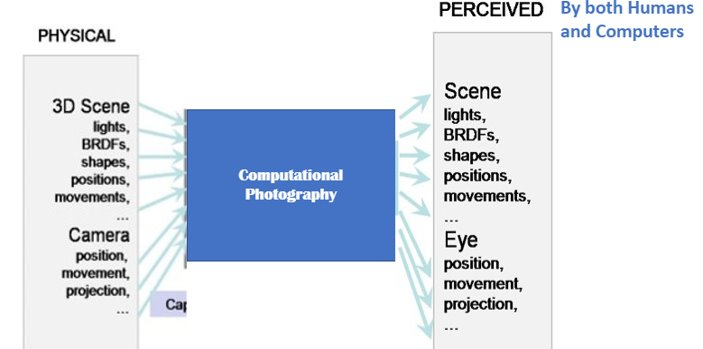 PHYSICAL
3D Scene
lights,
BRDFs,
shapes,
positions,
movements,
...
Camera
position,
movement,
projection,
...
Computational
Photography
PERCEIVED
By both Humans
and Computers
Scene
lights,
BRDFs,
shapes,
positions,
movements,
...
Eye
position,
movement,
projection,
...